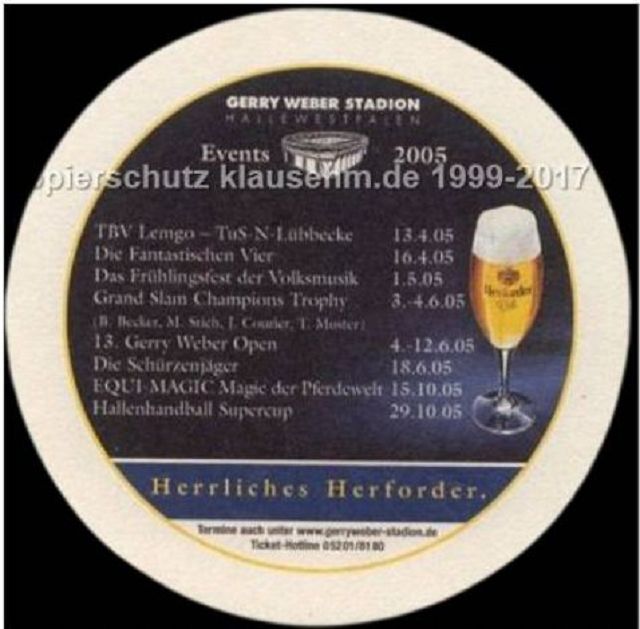 GERRY WEBER STADION
HALLEWESTFALEN
Events 2005
opierschutz klausehm.de 1999-2017
TBV Lemgo – TuS-N-Lübbecke 13.4.05
Die Fantastischen Vier 16.4.05
Das Frühlingsfest der Volksmusik 1.5.05
Grand Slam Champions Trophy 3.-4.6.05
(B. Becker, M. Stich, J. Courier, T. Muster)
13. Gerry Weber Open 4.-12.6.05
Die Schürzenjäger 18.6.05
EQUI-MAGIC Magie der Pferdewelt 15.10.05
Hallenhandball Supercup 29.10.05
Herforder
Herrliches Herforder.
Termine auch unter www.gerryweber-stadion.de
Ticket-Hotline 05201/8180